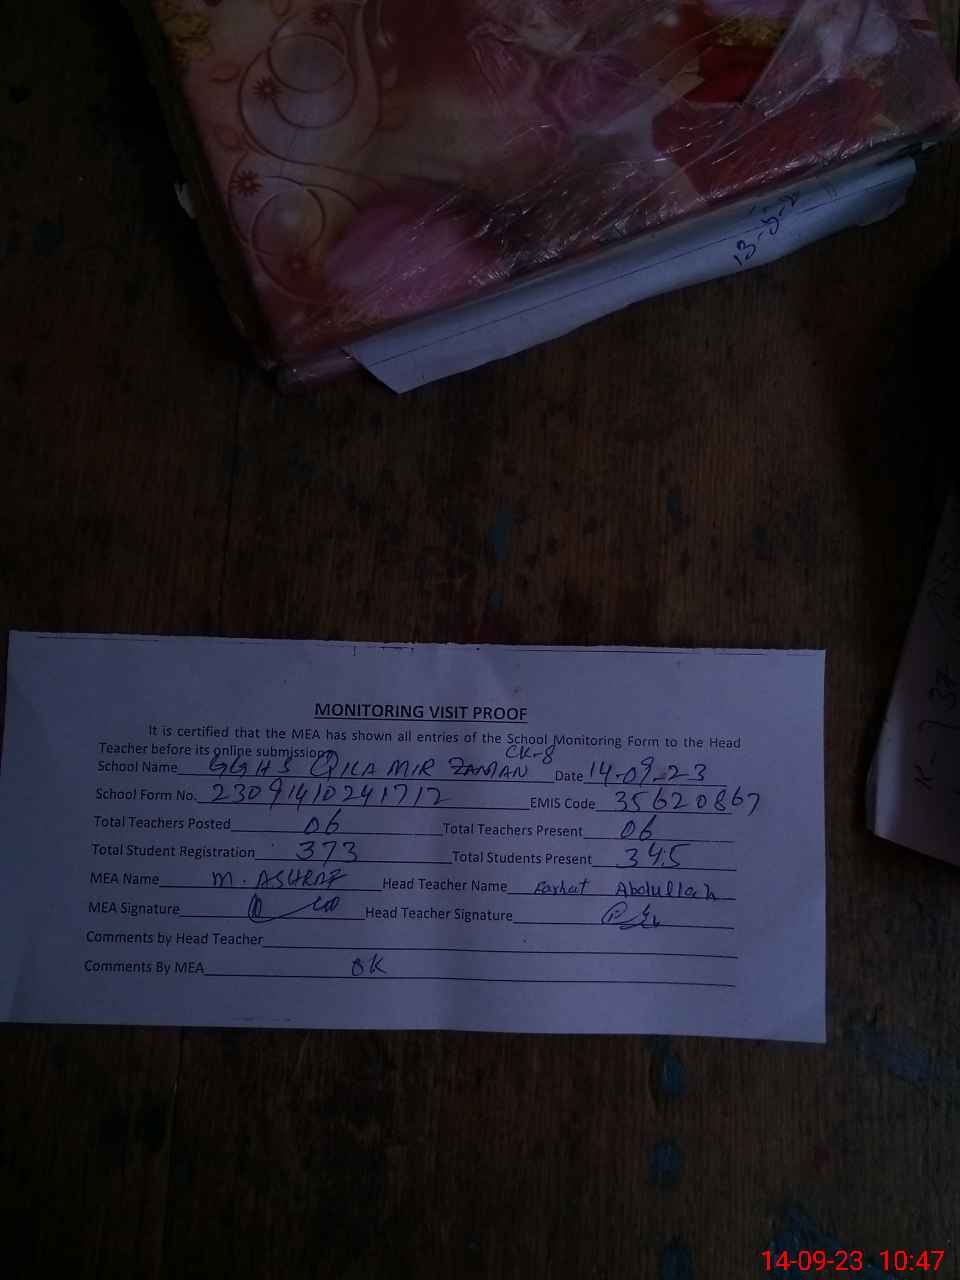 13-5-2
MONITORING VISIT PROOF
It is certified that the MEA has shown all entries of the School Monitoring Form to the Head
Teacher before its online submission.
CK-8
School Name GGHS QILA MIR ZAMAN Date 14-09-23
School Form No. 23091410241717 EMIS Code 35620867
Total Teachers Posted 06 Total Teachers Present 06
Total Student Registration 373 Total Students Present 345
MEA Name M. ASHRAF Head Teacher Name Farhat Abdullah
MEA Signature Head Teacher Signature
Comments by Head Teacher
Comments By MEA OK
14-09-23 10:47